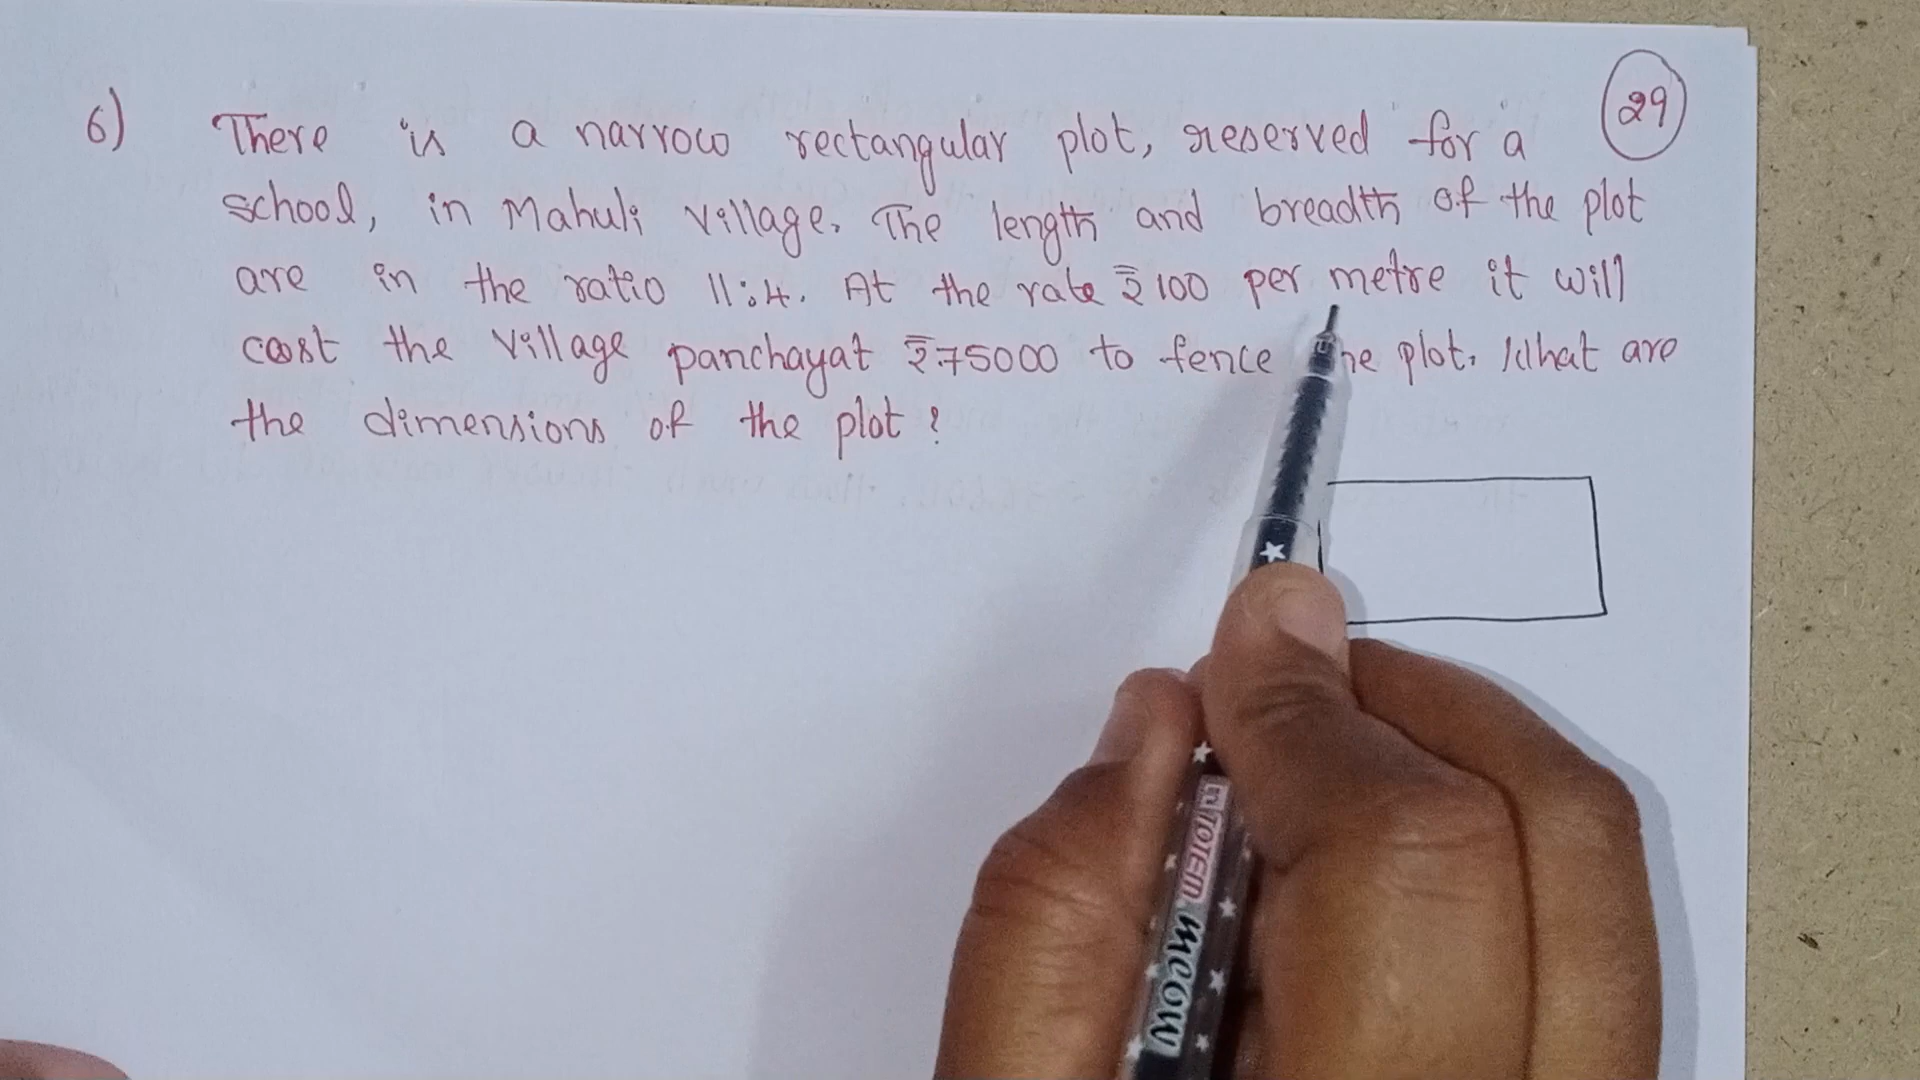 29
6) There is a narrow rectangular plot, reserved for a
school, in Mahuli village. The length and breadth of the plot
are in the ratio 11:4. At the rate ₹100 per metre it will
cost the village panchayat ₹75000 to fence he plot. What are
the dimensions of the plot?
TOTEM
meow